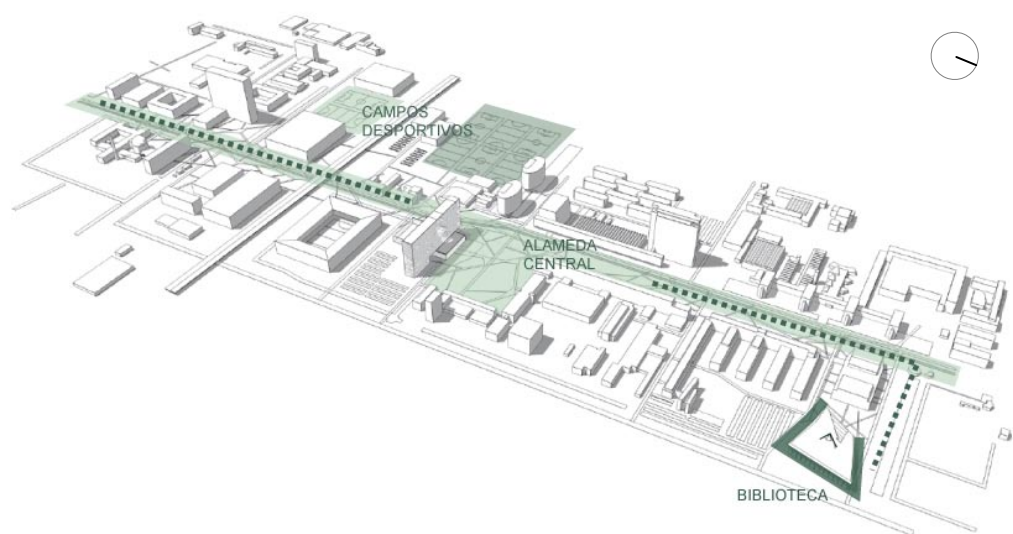 CAMPOS
DESPORTIVOS
ALAMEDA
CENTRAL
BIBLIOTECA